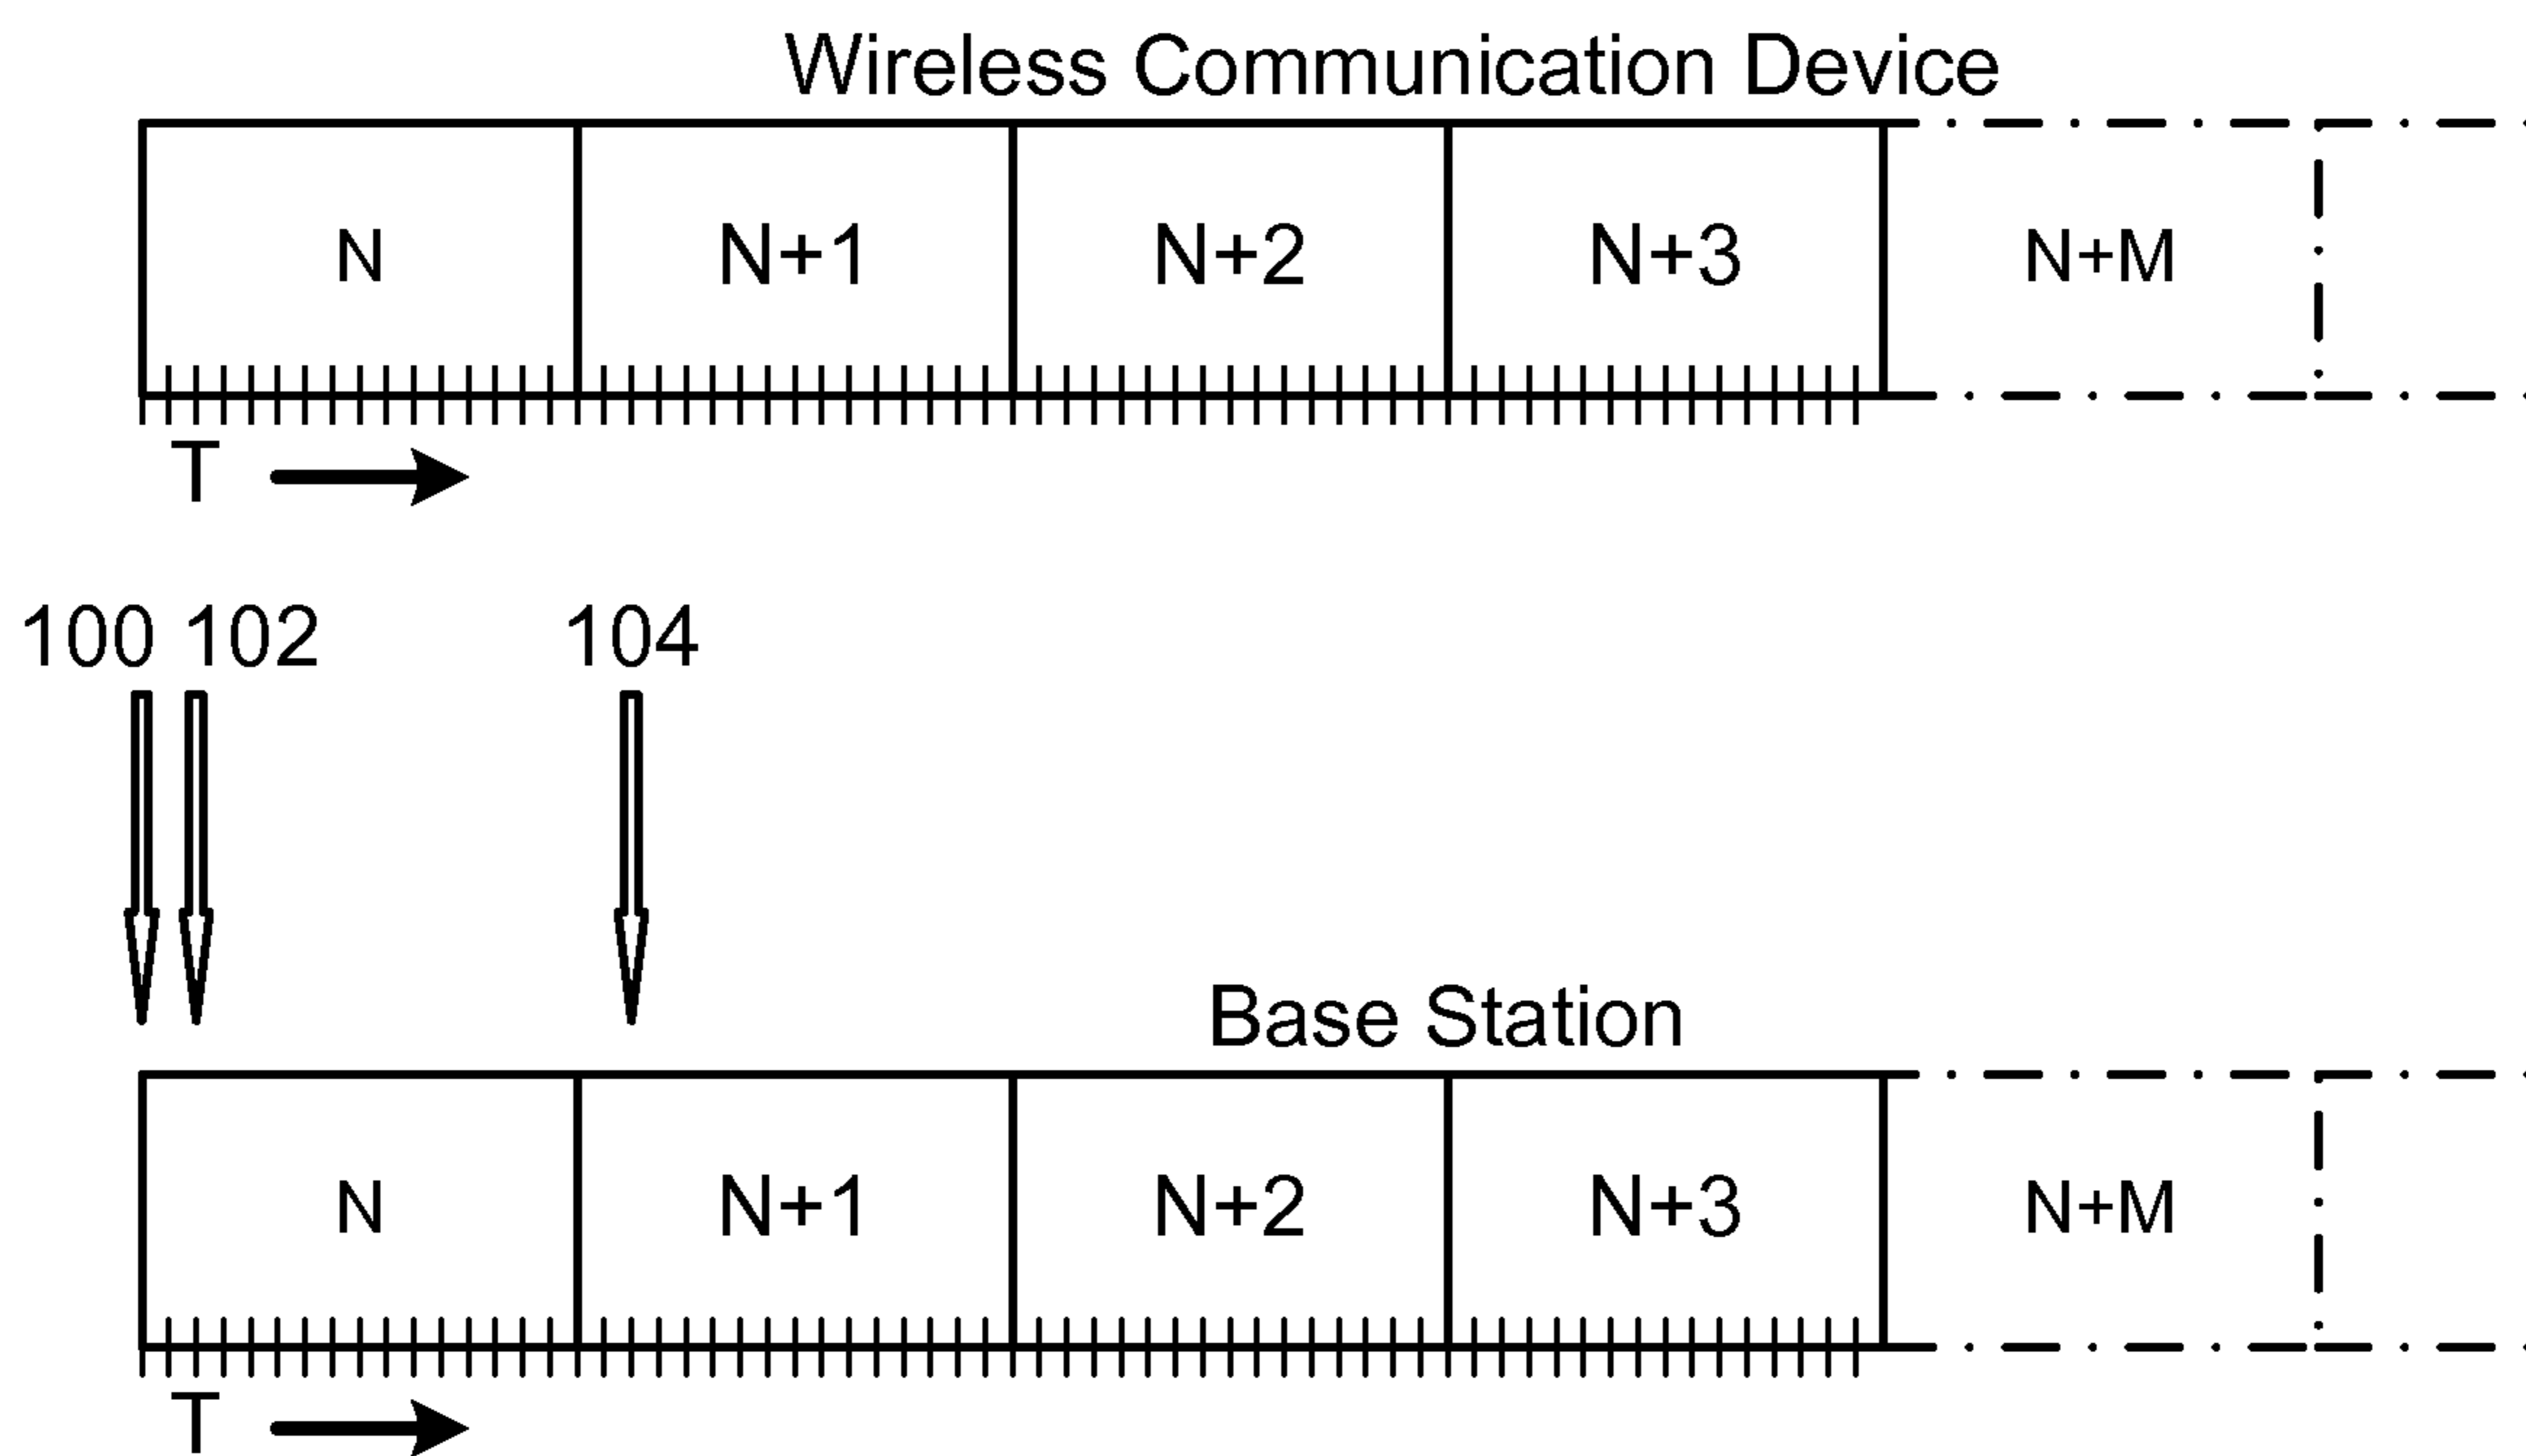 Wireless Communication Device
N N+1 N+2 N+3 N+M
T
100 102 104
Base Station
N N+1 N+2 N+3 N+M
T